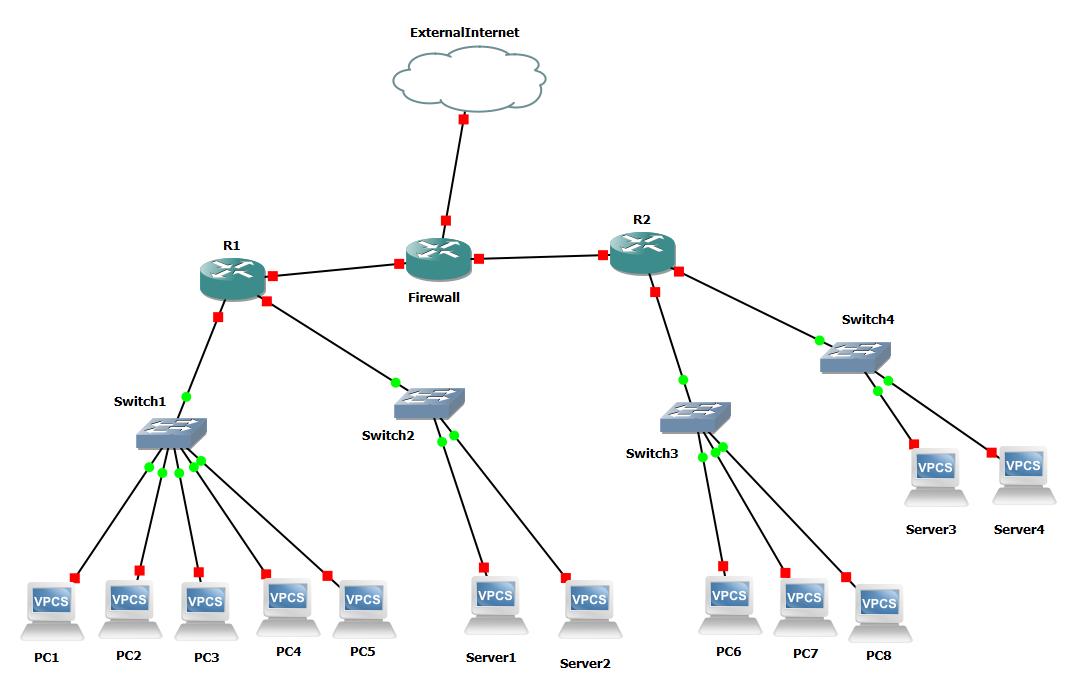 ExternalInternet
R1
R2
Firewall
Switch4
Switch1
Switch2
Switch3
VPCS
VPCS
Server3
Server4
VPCS
VPCS
VPCS
VPCS
VPCS
VPCS
VPCS
VPCS
VPCS
VPCS
PC1
PC2
PC3
PC4
PC5
Server1
Server2
PC6
PC7
PC8